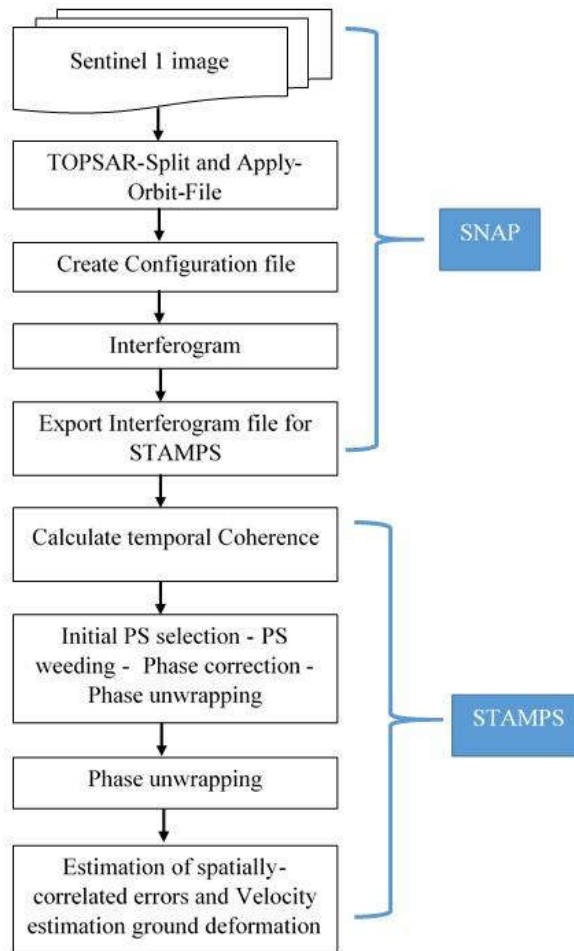 Sentinel 1 image
TOPSAR-Split and Apply-
Orbit-File
SNAP
Create Configuration file
Interferogram
Export Interferogram file for
STAMPS
Calculate temporal Coherence
Initial PS selection - PS
weeding - Phase correction -
Phase unwrapping
STAMPS
Phase unwrapping
Estimation of spatially-
correlated errors and Velocity
estimation ground deformation